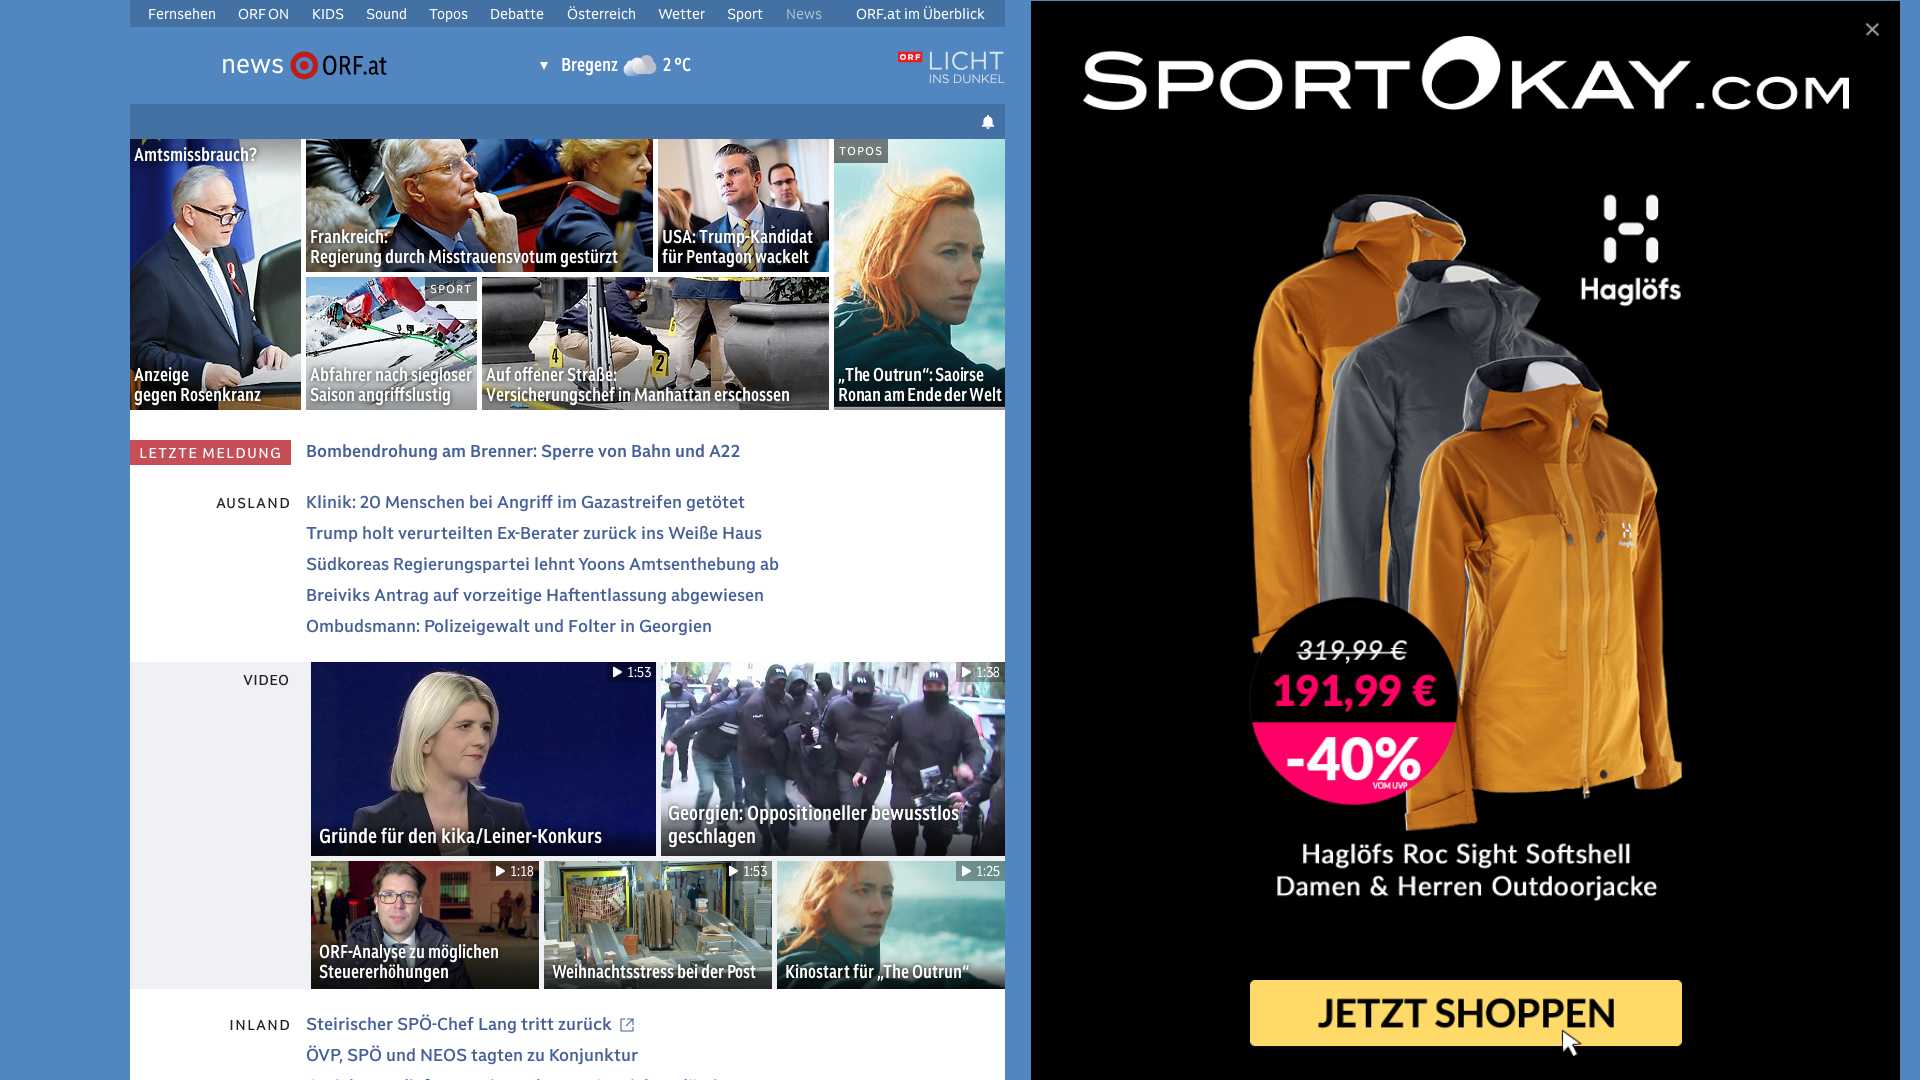 Fernsehen ORF ON KIDS Sound Topos Debatte Österreich Wetter Sport News ORF.at im Überblick
news ORF.at
▼ Bregenz 2 ºC
ORF LICHT
INS DUNKEL
Amtsmissbrauch?
Anzeige
gegen Rosenkranz
Frankreich:
Regierung durch Misstrauensvotum gestürzt
USA: Trump-Kandidat
für Pentagon wackelt
TOPOS
„The Outrun“: Saoirse
Ronan am Ende der Welt
SPORT
Abfahrer nach siegloser
Saison angriffslustig
4
6
2
Auf offener Straße:
Versicherungschef in Manhattan erschossen
LETZTE MELDUNG
Bombendrohung am Brenner: Sperre von Bahn und A22
AUSLAND
Klinik: 20 Menschen bei Angriff im Gazastreifen getötet
Trump holt verurteilten Ex-Berater zurück ins Weiße Haus
Südkoreas Regierungspartei lehnt Yoons Amtsenthebung ab
Breiviks Antrag auf vorzeitige Haftentlassung abgewiesen
Ombudsmann: Polizeigewalt und Folter in Georgien
VIDEO
1:53
Gründe für den kika/Leiner-Konkurs
1:38
Georgien: Oppositioneller bewusstlos
geschlagen
1:18
ORF-Analyse zu möglichen
Steuererhöhungen
1:53
Weihnachtsstress bei der Post
1:25
Kinostart für „The Outrun“
INLAND
Steirischer SPÖ-Chef Lang tritt zurück
ÖVP, SPÖ und NEOS tagten zu Konjunktur
SPORTOKAY.COM
Haglöfs
Haglöfs
319,99 €
191,99 €
-40%
VOM UVP
Haglöfs Roc Sight Softshell
Damen & Herren Outdoorjacke
JETZT SHOPPEN